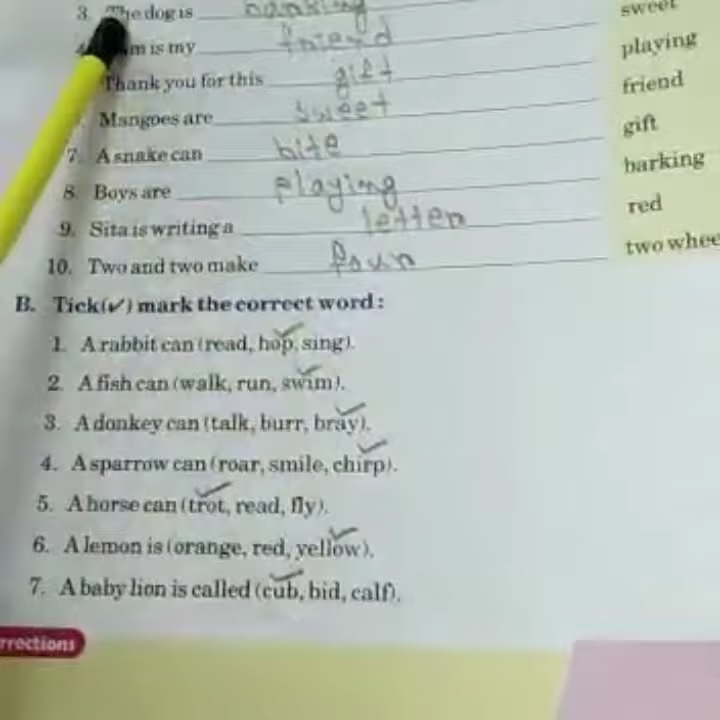 3. The dog is barking
sweet
is my friend
playing
Thank you for this gift
friend
Mangoes are sweet
gift
7. A snake can bite
barking
8. Boys are playing
red
9. Sita is writing a letter
two whee
10. Two and two make four
B. Tick(✓) mark the correct word:
1. A rabbit can (read, hop, sing).
2. A fish can (walk, run, swim).
3. A donkey can (talk, burr, bray).
4. A sparrow can (roar, smile, chirp).
5. A horse can (trot, read, fly).
6. A lemon is (orange, red, yellow).
7. A baby lion is called (cub, bid, calf).
rrections